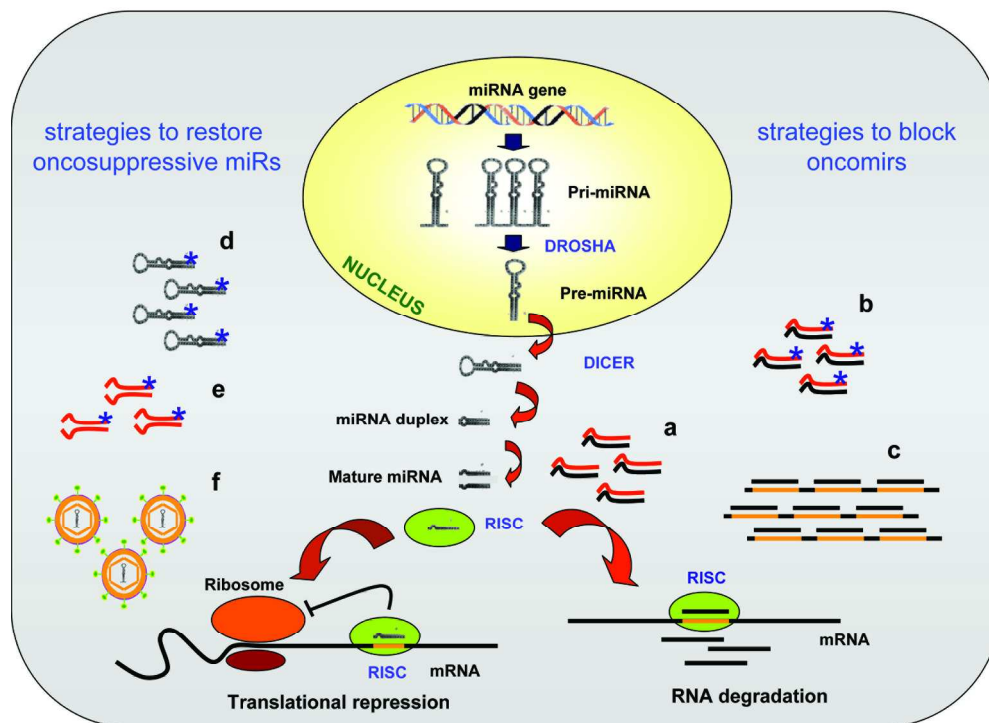 miRNA gene
strategies to restore
oncosuppressive miRs
strategies to block
oncomirs
Pri-miRNA
DROSHA
d
*
*
*
*
NUCLEUS
Pre-miRNA
b
*
*
*
*
DICER
e
*
*
*
miRNA duplex
a
Mature miRNA
c
f
RISC
Ribosome
RISC
mRNA
RISC
mRNA
Translational repression
RNA degradation